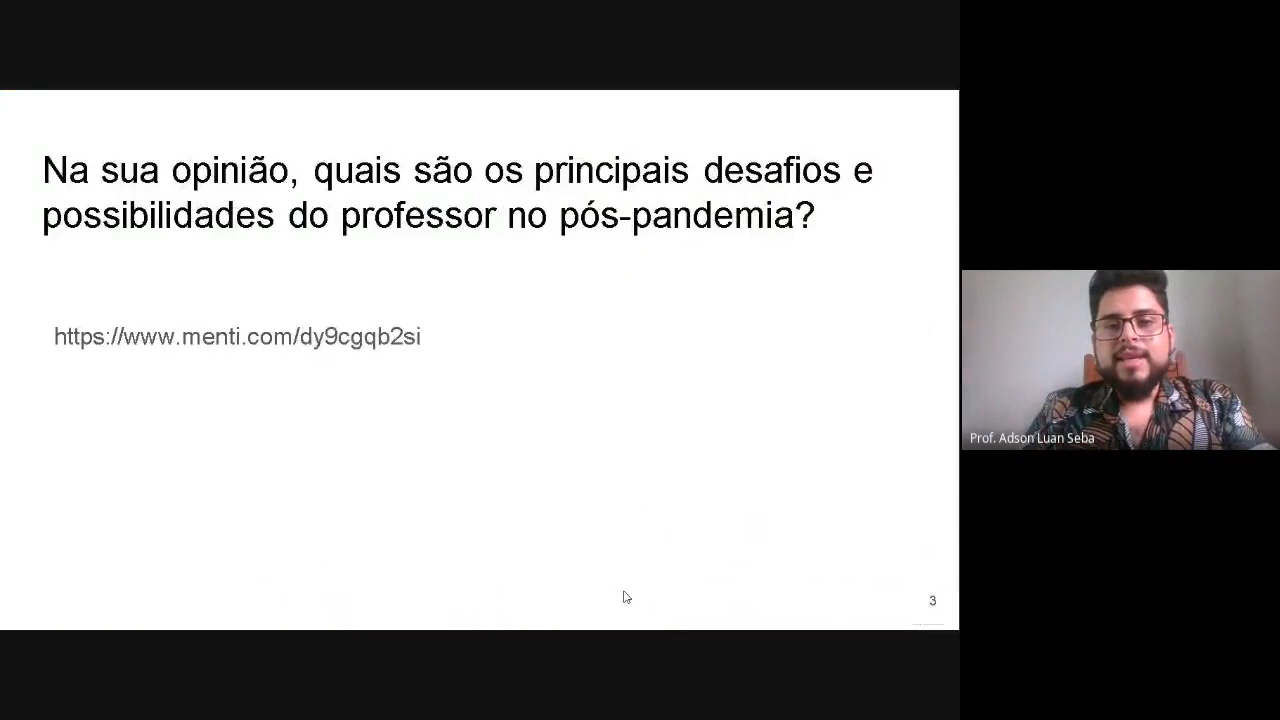 Na sua opinião, quais são os principais desafios e
possibilidades do professor no pós-pandemia?
https://www.menti.com/dy9cgqb2si
3
Prof. Adson Luan Seba